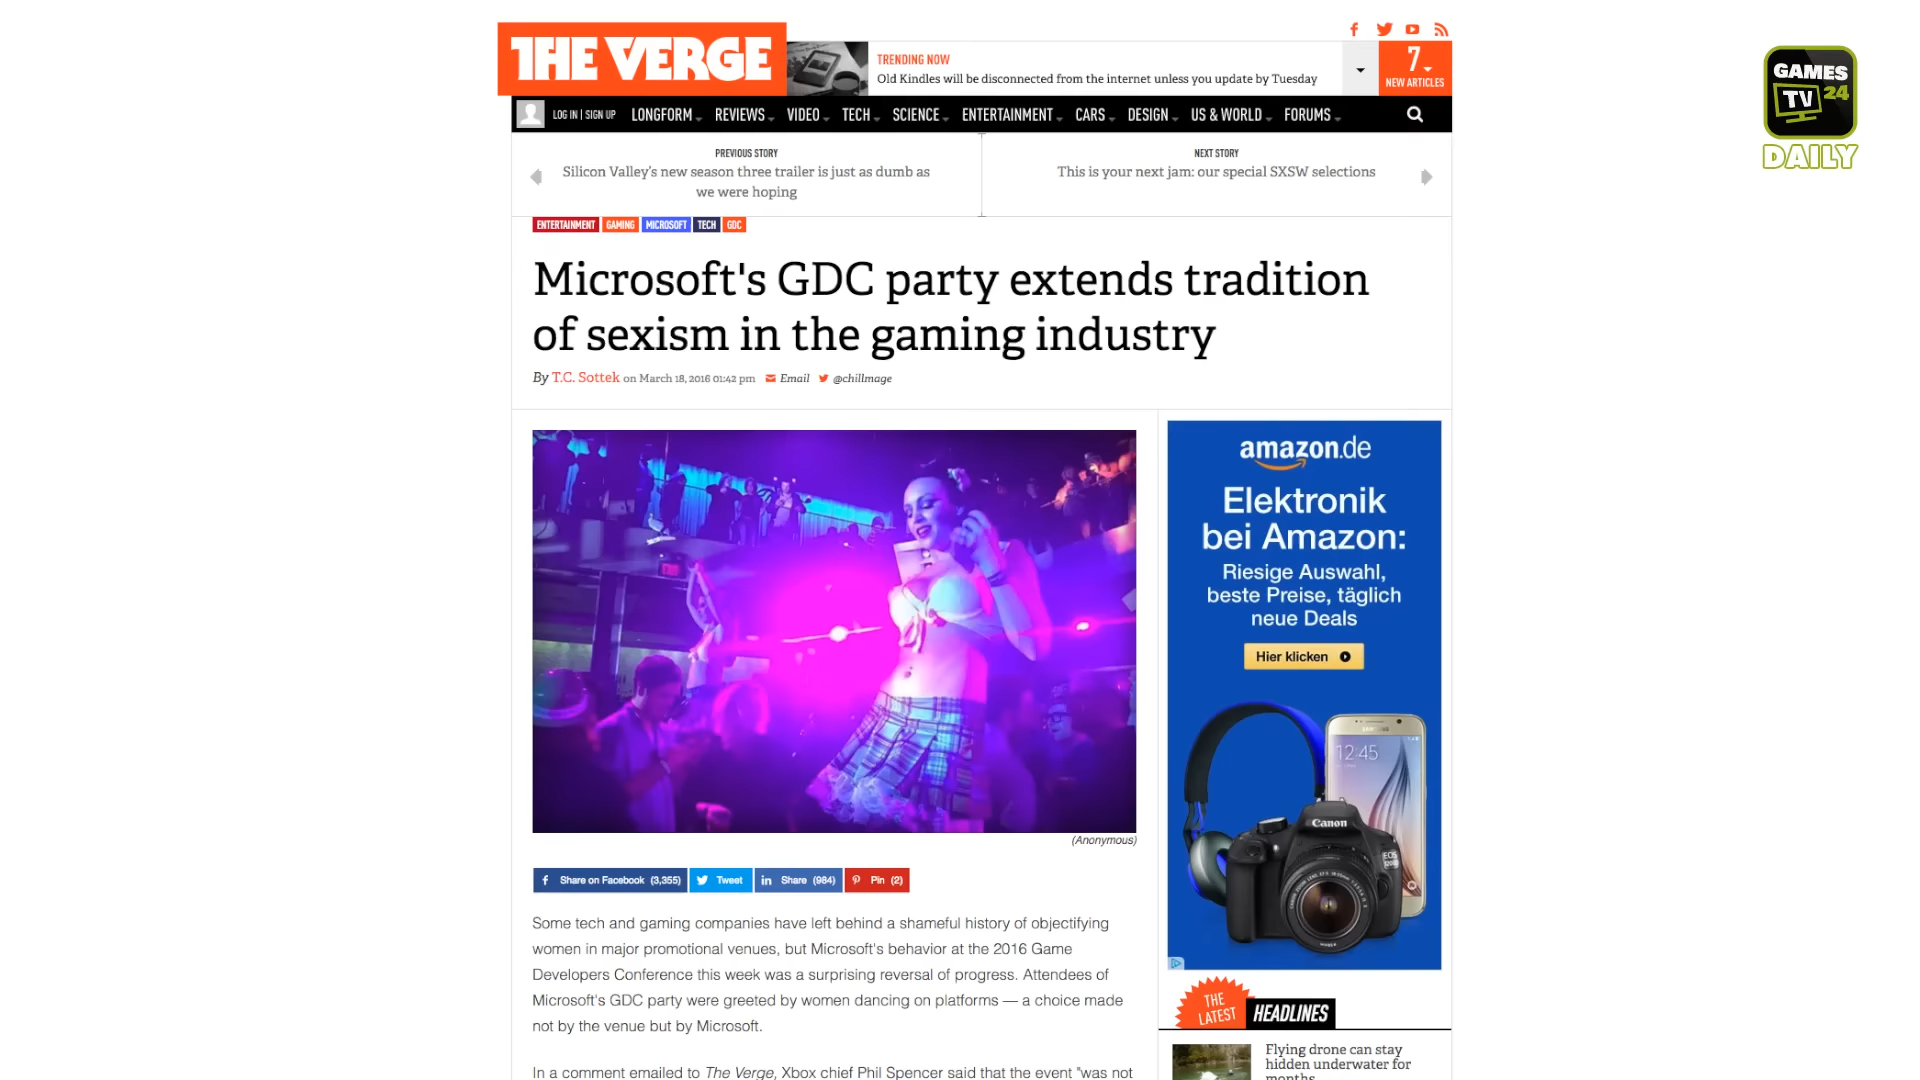 THE VERGE
TRENDING NOW
Old Kindles will be disconnected from the internet unless you update by Tuesday
7
NEW ARTICLES
GAMES
TV 24
DAILY
LOG IN | SIGN UP LONGFORM REVIEWS VIDEO TECH SCIENCE ENTERTAINMENT CARS DESIGN US & WORLD FORUMS
PREVIOUS STORY
Silicon Valley's new season three trailer is just as dumb as
we were hoping
NEXT STORY
This is your next jam: our special SXSW selections
ENTERTAINMENT GAMING MICROSOFT TECH GDC
Microsoft's GDC party extends tradition
of sexism in the gaming industry
By T.C. Sottek on March 18, 2016 01:42 pm Email @chillmage
(Anonymous)
Share on Facebook (3,355) Tweet Share (984) Pin (2)
Some tech and gaming companies have left behind a shameful history of objectifying
women in major promotional venues, but Microsoft's behavior at the 2016 Game
Developers Conference this week was a surprising reversal of progress. Attendees of
Microsoft's GDC party were greeted by women dancing on platforms — a choice made
not by the venue but by Microsoft.
In a comment emailed to The Verge, Xbox chief Phil Spencer said that the event "was not
amazon.de
Elektronik
bei Amazon:
Riesige Auswahl,
beste Preise, täglich
neue Deals
Hier klicken
SAMSUNG
12:45
Canon
EOS
THE
LATEST
HEADLINES
Flying drone can stay
hidden underwater for
months